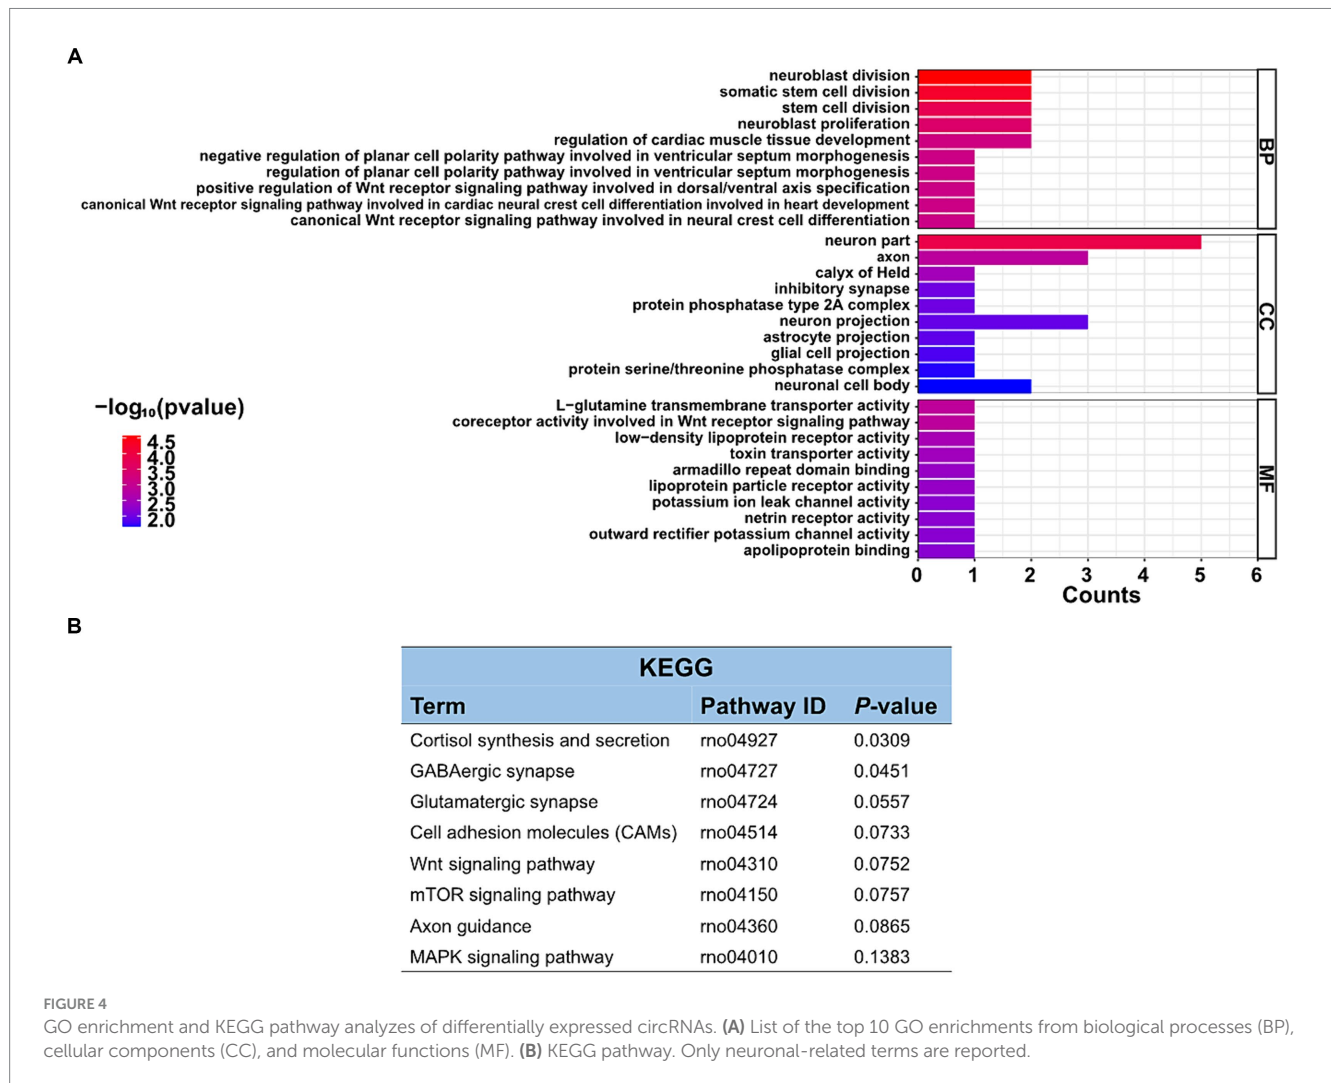 A
neuroblast division
somatic stem cell division
stem cell division
neuroblast proliferation
regulation of cardiac muscle tissue development
negative regulation of planar cell polarity pathway involved in ventricular septum morphogenesis
regulation of planar cell polarity pathway involved in ventricular septum morphogenesis
positive regulation of Wnt receptor signaling pathway involved in dorsal/ventral axis specification
canonical Wnt receptor signaling pathway involved in cardiac neural crest cell differentiation involved in heart development
canonical Wnt receptor signaling pathway involved in neural crest cell differentiation
BP
neuron part
axon
calyx of Held
inhibitory synapse
protein phosphatase type 2A complex
neuron projection
astrocyte projection
glial cell projection
protein serine/threonine phosphatase complex
neuronal cell body
CC
L−glutamine transmembrane transporter activity
coreceptor activity involved in Wnt receptor signaling pathway
low−density lipoprotein receptor activity
toxin transporter activity
armadillo repeat domain binding
lipoprotein particle receptor activity
potassium ion leak channel activity
netrin receptor activity
outward rectifier potassium channel activity
apolipoprotein binding
MF
0 1 2 3 4 5 6
Counts
−log₁₀(pvalue)
4.5
4.0
3.5
3.0
2.5
2.0
B
KEGG
Term Pathway ID P-value
Cortisol synthesis and secretion rno04927 0.0309
GABAergic synapse rno04727 0.0451
Glutamatergic synapse rno04724 0.0557
Cell adhesion molecules (CAMs) rno04514 0.0733
Wnt signaling pathway rno04310 0.0752
mTOR signaling pathway rno04150 0.0757
Axon guidance rno04360 0.0865
MAPK signaling pathway rno04010 0.1383
FIGURE 4
GO enrichment and KEGG pathway analyzes of differentially expressed circRNAs. (A) List of the top 10 GO enrichments from biological processes (BP),
cellular components (CC), and molecular functions (MF). (B) KEGG pathway. Only neuronal-related terms are reported.